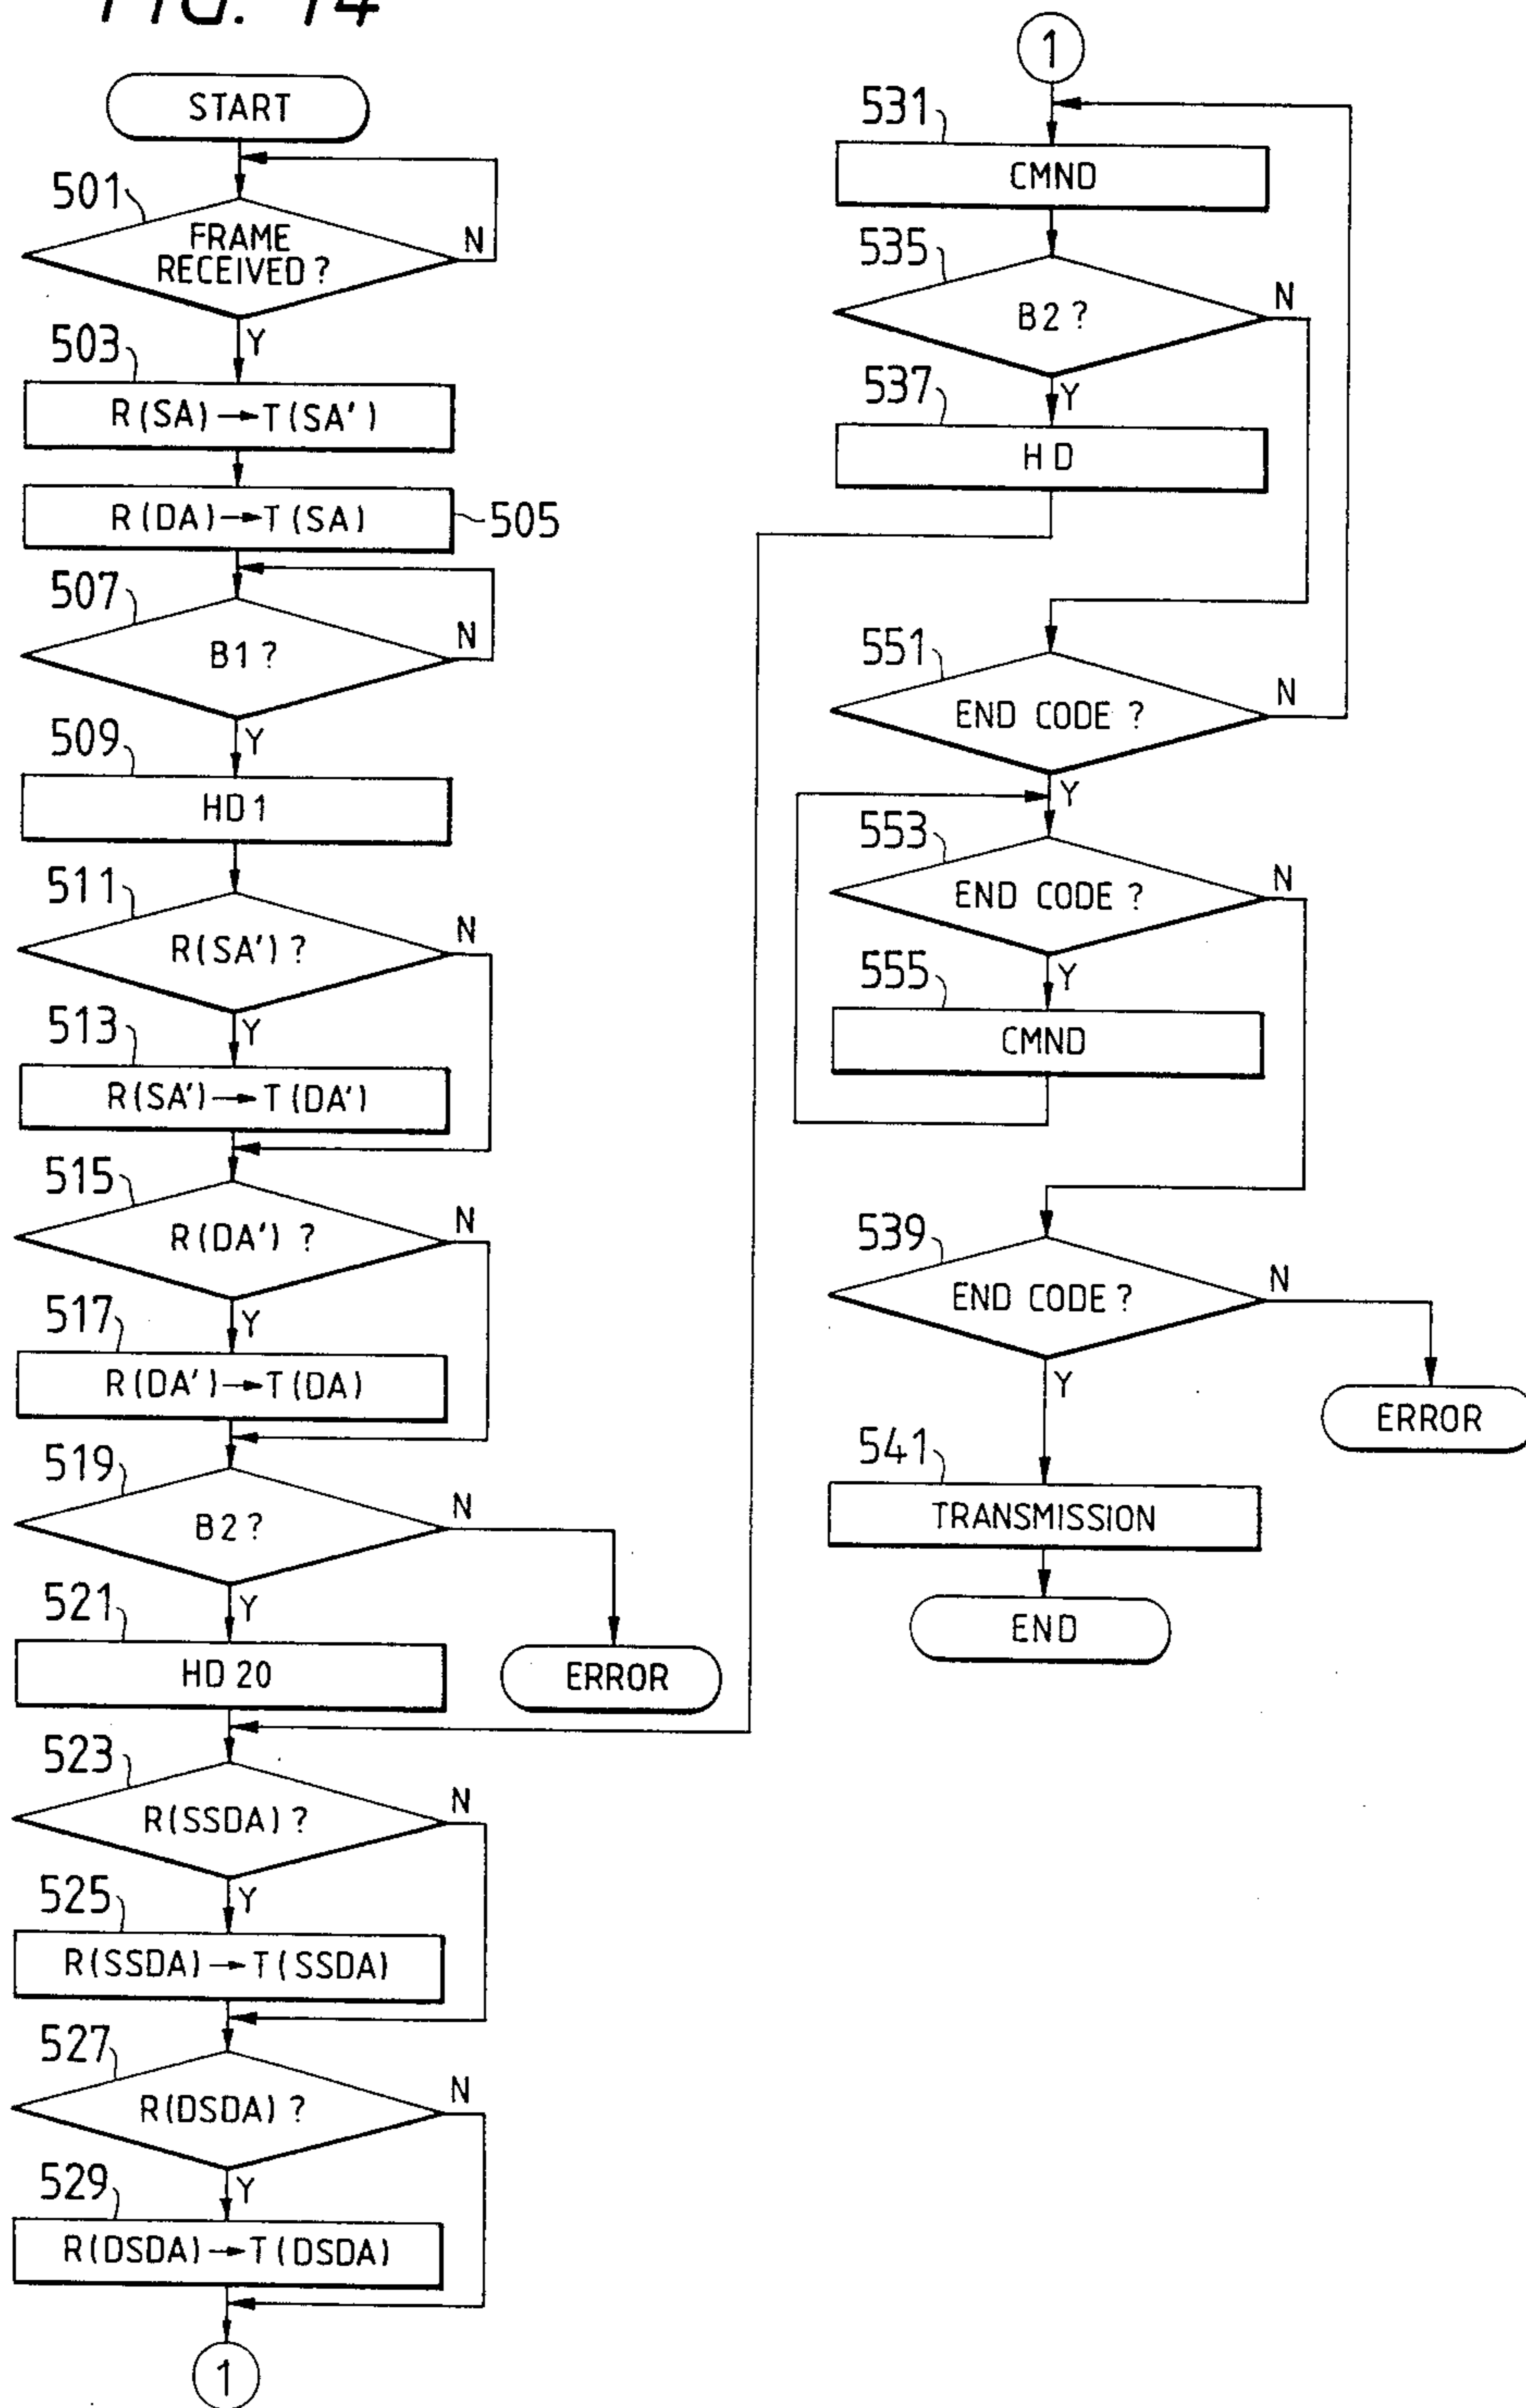 FIG. 14
START
501
FRAME
RECEIVED ?
N
Y
503
R(SA)→T(SA')
R(DA)→T(SA)
505
507
B1 ?
N
Y
509
HD1
511
R(SA') ?
N
Y
513
R(SA')→T(DA')
515
R(DA') ?
N
Y
517
R(DA')→T(DA)
519
B2 ?
N
Y
521
HD 20
ERROR
523
R(SSDA) ?
N
Y
525
R(SSDA)→T(SSDA)
527
R(DSDA) ?
N
Y
529
R(DSDA)→T(DSDA)
1
1
531
CMND
535
B2 ?
N
Y
537
HD
551
END CODE ?
N
Y
553
END CODE ?
N
Y
555
CMND
539
END CODE ?
N
Y
ERROR
541
TRANSMISSION
END